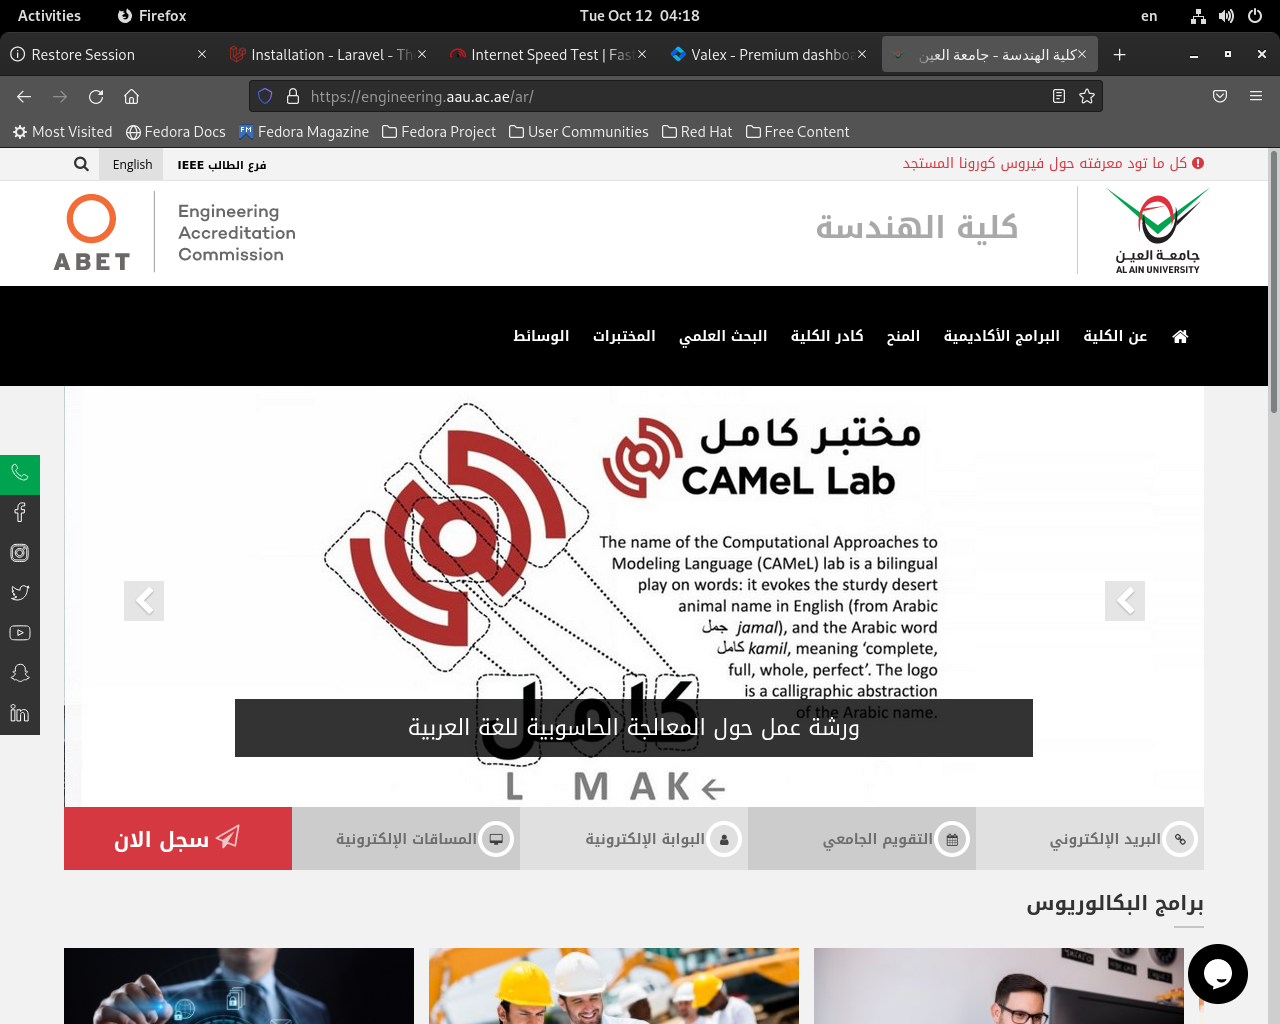 Activities
Firefox
Tue Oct 12 04:18
en
Restore Session
Installation - Laravel - Th
Internet Speed Test | Fast
Valex - Premium dashboa
كلية الهندسة - جامعة العين
https://engineering.aau.ac.ae/ar/
Most Visited
Fedora Docs
Fedora Magazine
Fedora Project
User Communities
Red Hat
Free Content
كل ما تود معرفته حول فيروس كورونا المستجد
فرع الطالب IEEE
English
جامعـة العيـن
AL AIN UNIVERSITY
كلية الهندسة
ABET
Engineering
Accreditation
Commission
عن الكلية
البرامج الأكاديمية
المنح
كادر الكلية
البحث العلمي
المختبرات
الوسائط
مختبر كامل
CAMeL Lab
The name of the Computational Approaches to
Modeling Language (CAMeL) lab is a bilingual
play on words: it evokes the sturdy desert
animal name in English (from Arabic
جمل jamal), and the Arabic word
كامل kamil, meaning ‘complete,
full, whole, perfect’. The logo
is a calligraphic abstraction
of the Arabic name.
كامل
ورشة عمل حول المعالجة الحاسوبية للغة العربية
L M A K ←
البريد الإلكتروني
التقويم الجامعي
البوابة الإلكترونية
المساقات الإلكترونية
سجل الان
برامج البكالوريوس